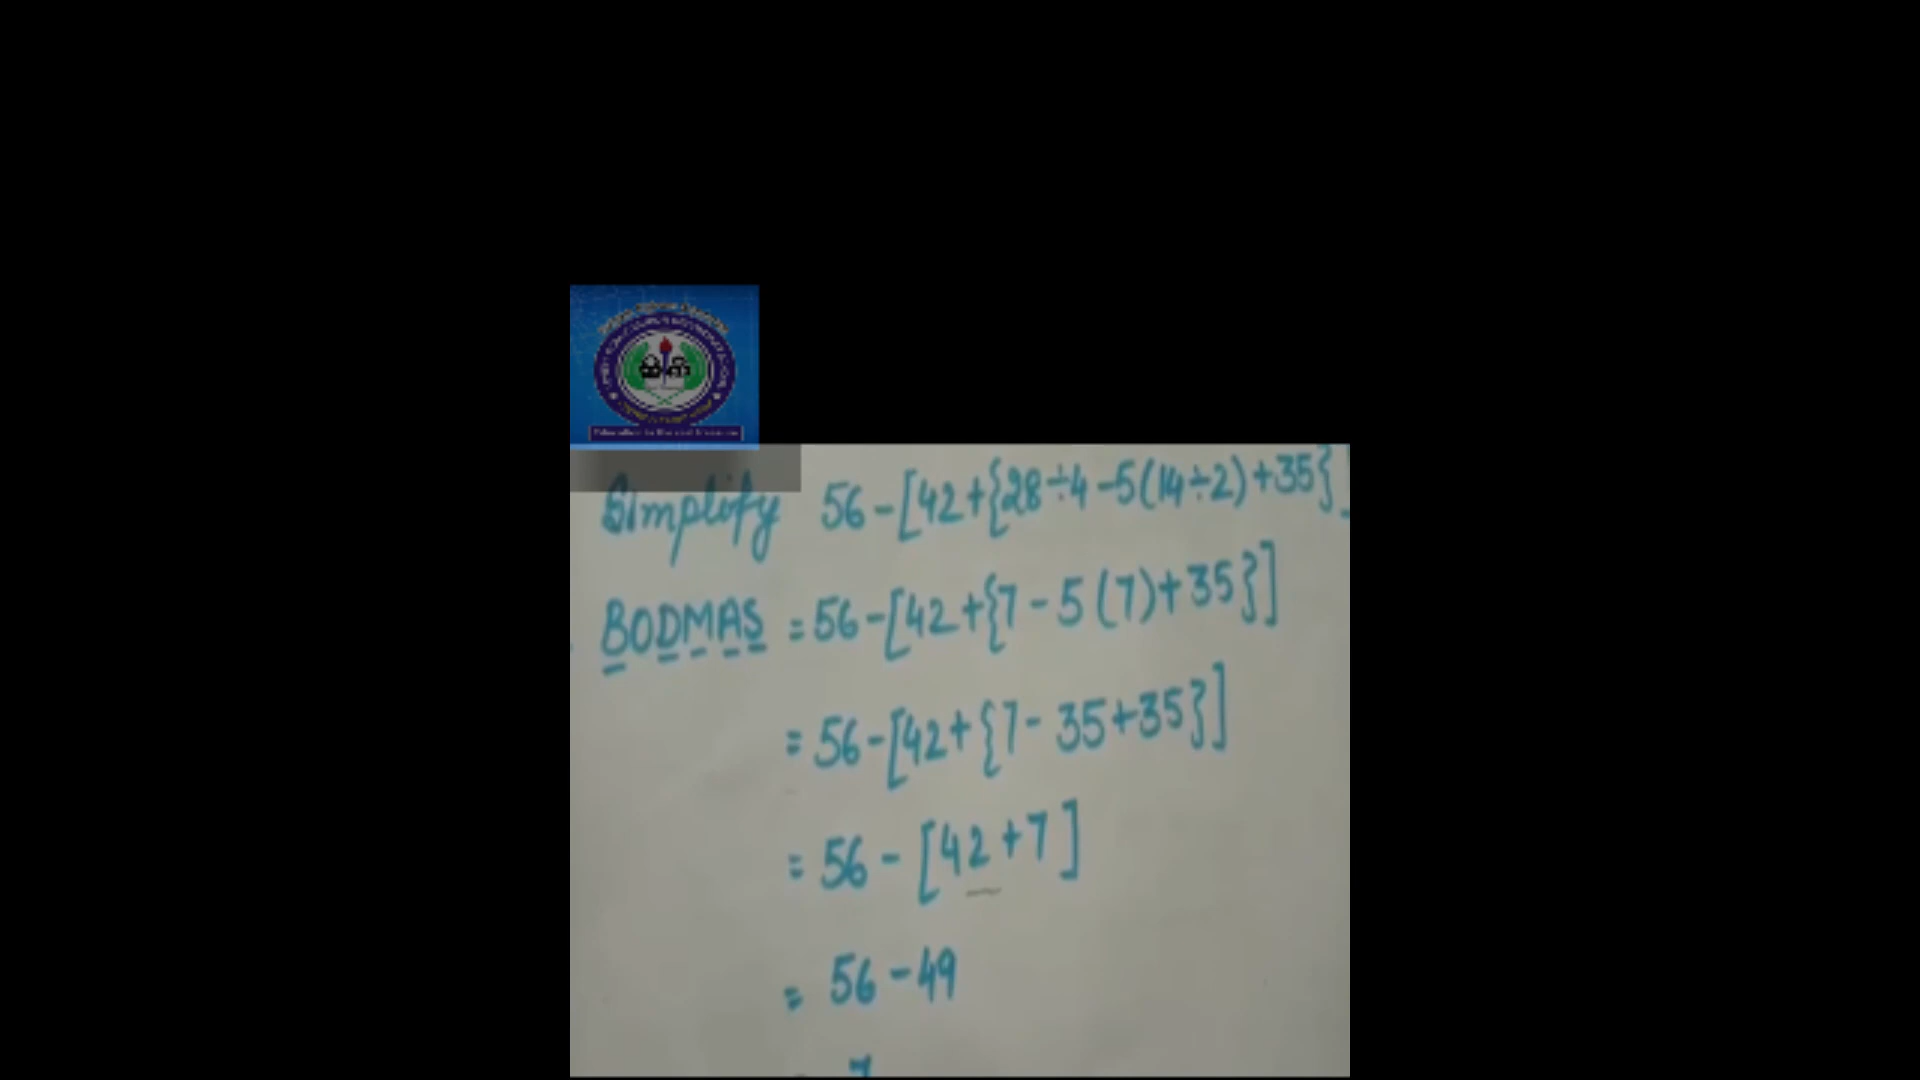 Simplify 56-[42+{28÷4-5(14÷2)+35}]
BODMAS =56-[42+{7-5(7)+35}]
=56-[42+{7-35+35}]
=56-[42+7]
=56-49